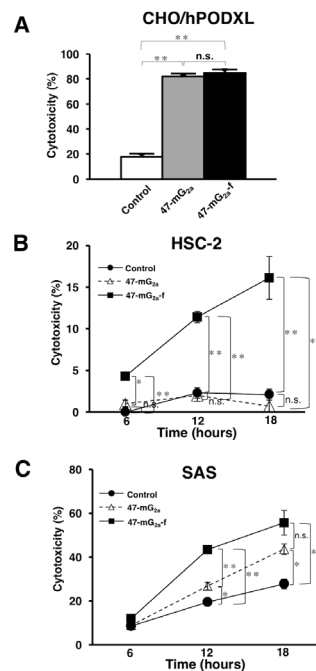 A
CHO/hPODXL
**
** n.s.
Cytotoxicity (%)
100
80
60
40
20
0
Control
47-mG2a
47-mG2a-f
B
HSC-2
Control
47-mG2a
47-mG2a-f
Cytotoxicity (%)
20
15
10
5
0
* ** n.s.
** ** n.s.
** n.s. *
6 12 18
Time (hours)
C
SAS
Control
47-mG2a
47-mG2a-f
Cytotoxicity (%)
80
60
40
20
0
** * **
n.s. * *
6 12 18
Time (hours)